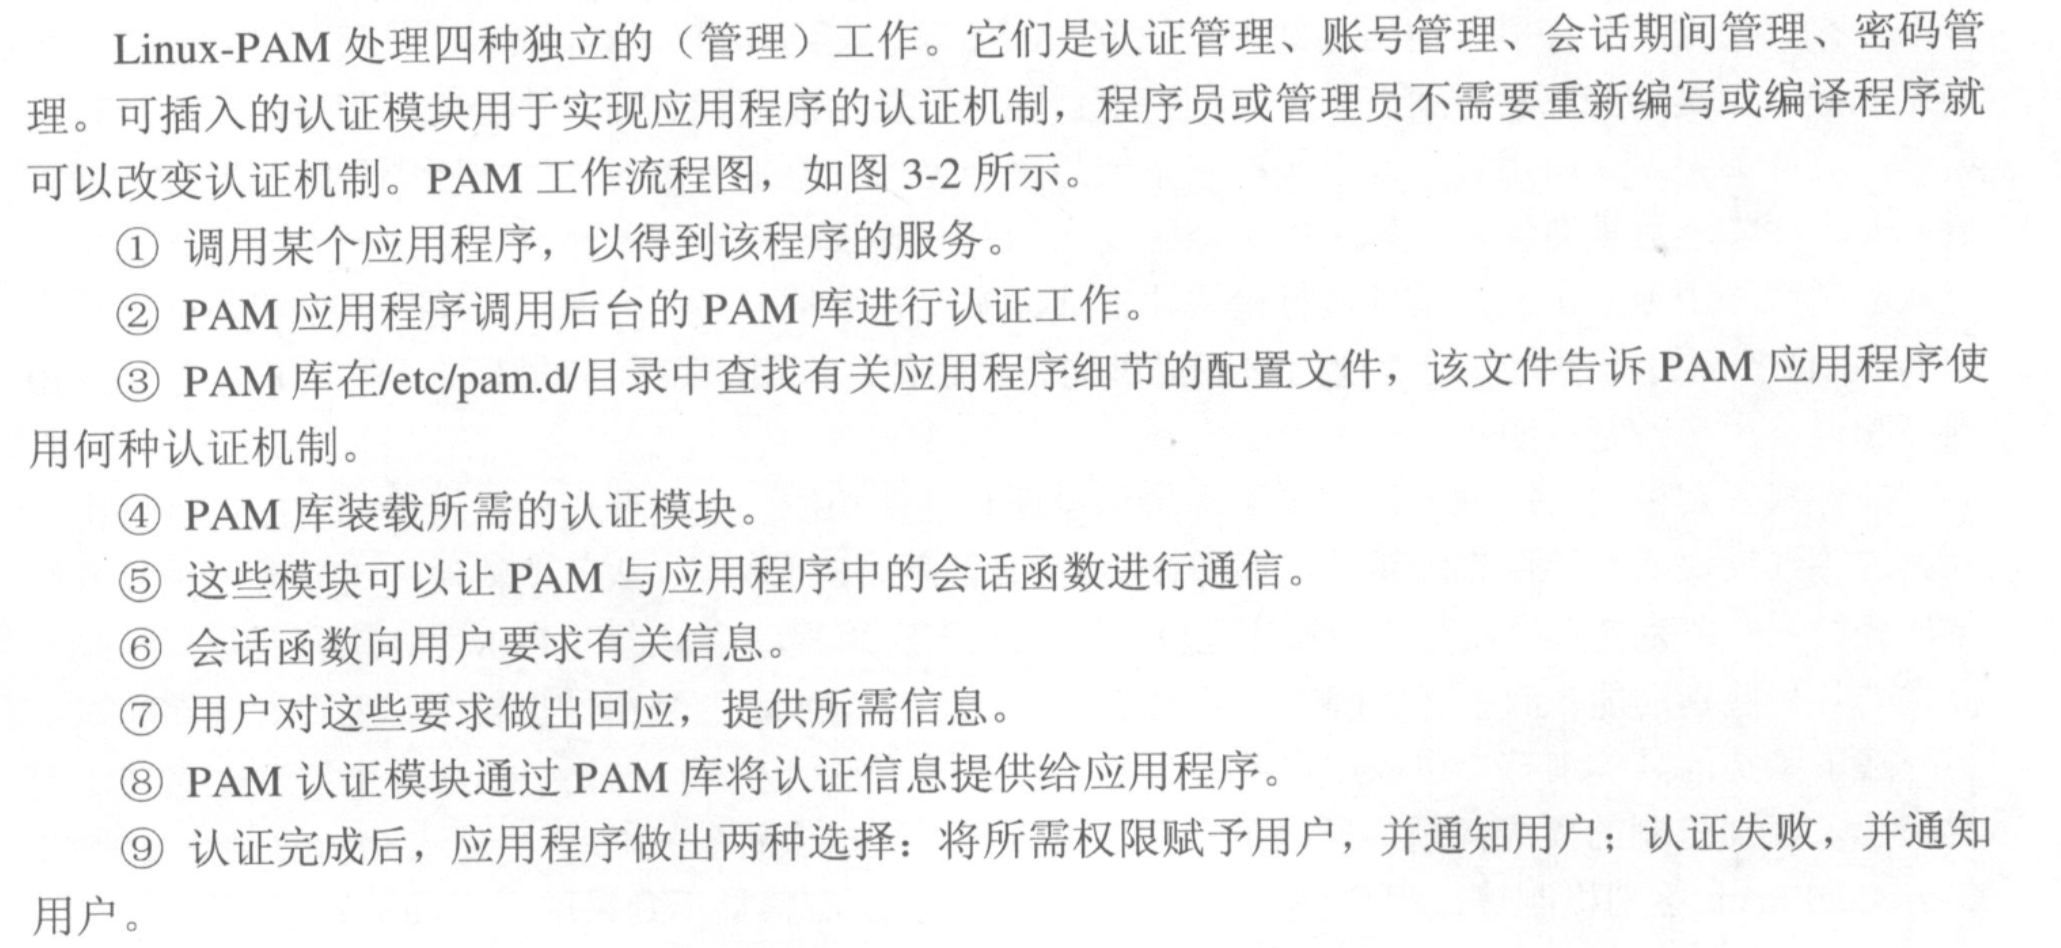 Linux-PAM 处理四种独立的（管理）工作。它们是认证管理、账号管理、会话期间管理、密码管
理。可插入的认证模块用于实现应用程序的认证机制，程序员或管理员不需要重新编写或编译程序就
可以改变认证机制。PAM 工作流程图，如图 3-2 所示。
① 调用某个应用程序，以得到该程序的服务。
② PAM 应用程序调用后台的 PAM 库进行认证工作。
③ PAM 库在/etc/pam.d/目录中查找有关应用程序细节的配置文件，该文件告诉 PAM 应用程序使
用何种认证机制。
④ PAM 库装载所需的认证模块。
⑤ 这些模块可以让 PAM 与应用程序中的会话函数进行通信。
⑥ 会话函数向用户要求有关信息。
⑦ 用户对这些要求做出回应，提供所需信息。
⑧ PAM 认证模块通过 PAM 库将认证信息提供给应用程序。
⑨ 认证完成后，应用程序做出两种选择：将所需权限赋予用户，并通知用户；认证失败，并通知
用户。